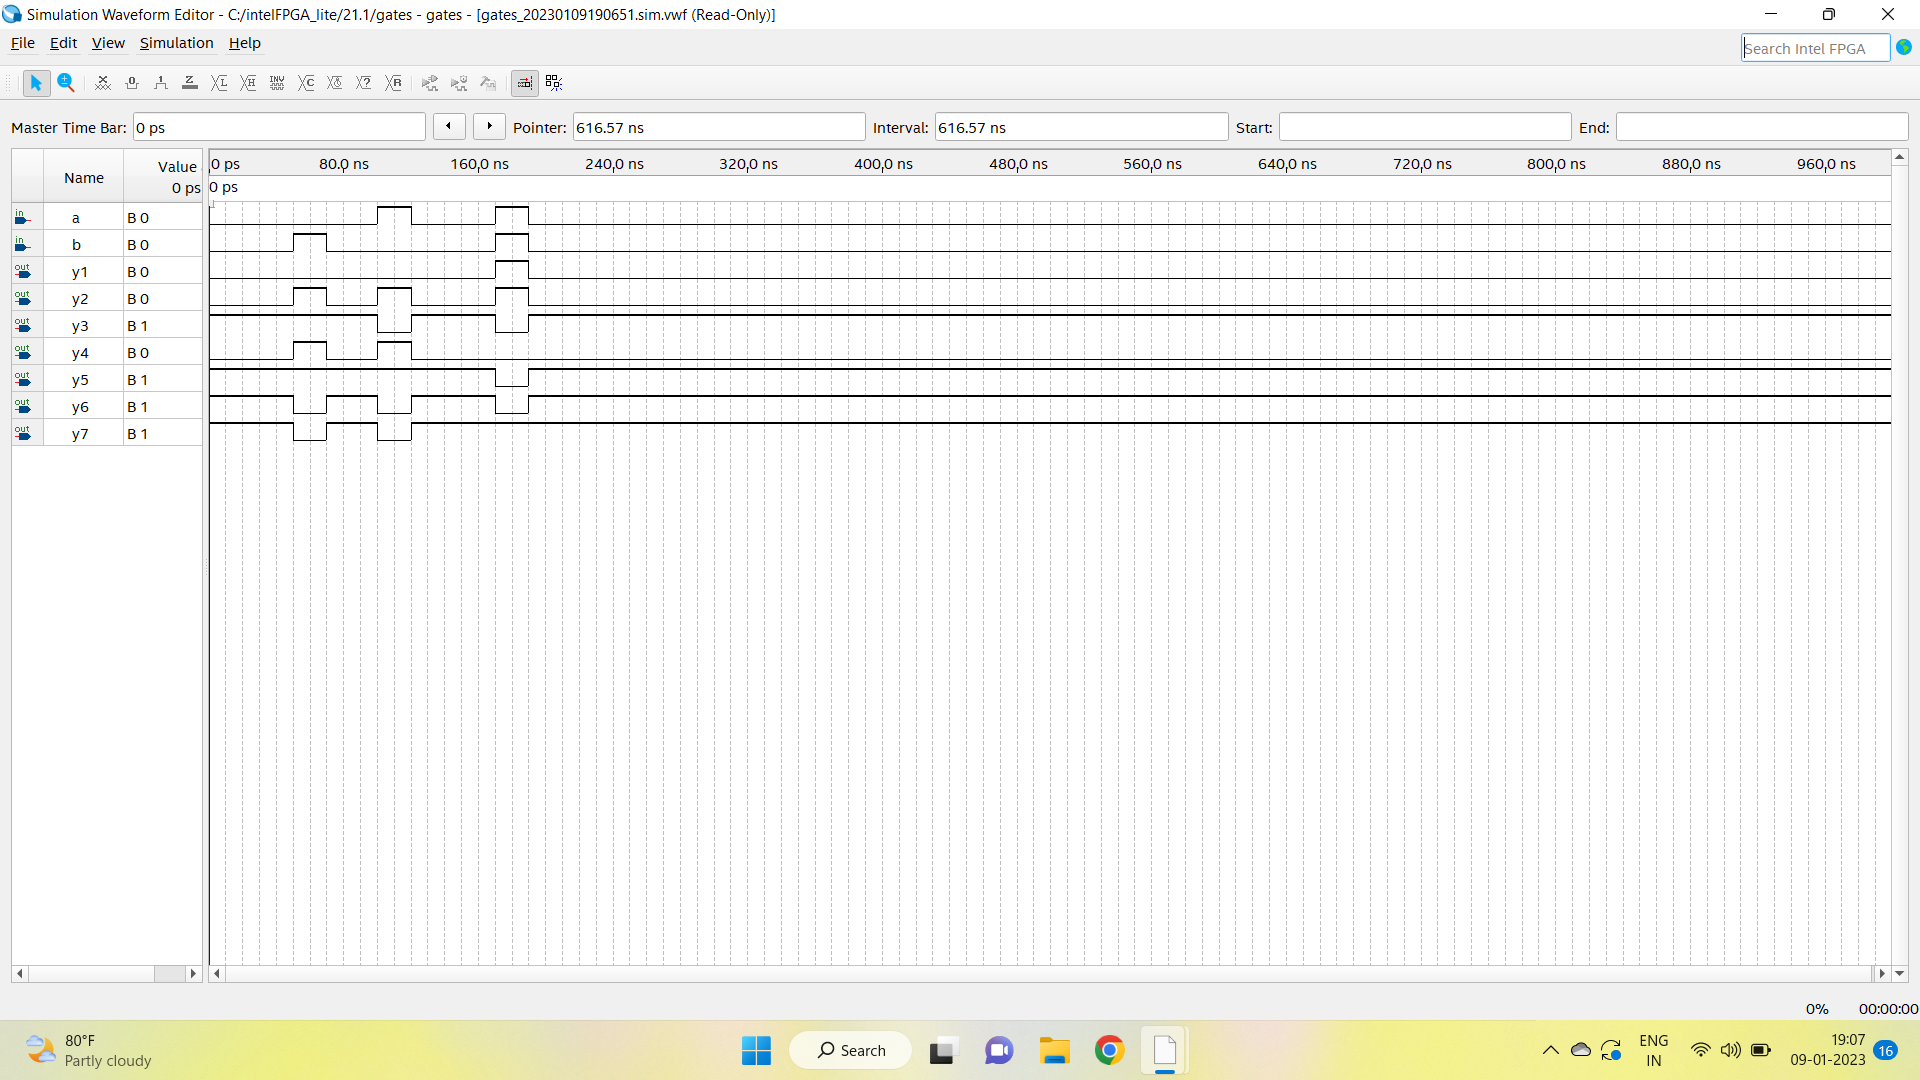 Simulation Waveform Editor - C:/intelFPGA_lite/21.1/gates - gates - [gates_20230109190651.sim.vwf (Read-Only)]
File Edit View Simulation Help
Search Intel FPGA
Master Time Bar: 0 ps Pointer: 616.57 ns Interval: 616.57 ns Start: End:
Name Value 0 ps
0 ps 80.0 ns 160.0 ns 240.0 ns 320.0 ns 400.0 ns 480.0 ns 560.0 ns 640.0 ns 720.0 ns 800.0 ns 880.0 ns 960.0 ns
0 ps
in a B 0
in b B 0
out y1 B 0
out y2 B 0
out y3 B 1
out y4 B 0
out y5 B 1
out y6 B 1
out y7 B 1
0% 00:00:00
80°F
Partly cloudy
Search
ENG
IN
19:07
09-01-2023
16